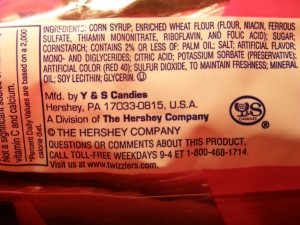 INGREDIENTS: CORN SYRUP; ENRICHED WHEAT FLOUR (FLOUR, NIACIN, FERROUS
SULFATE, THIAMIN MONONITRATE, RIBOFLAVIN, AND FOLIC ACID); SUGAR;
CORNSTARCH; CONTAINS 2% OR LESS OF: PALM OIL; SALT; ARTIFICIAL FLAVOR;
MONO- AND DIGLYCERIDES; CITRIC ACID; POTASSIUM SORBATE (PRESERVATIVE);
ARTIFICIAL COLOR (RED 40); SULFUR DIOXIDE, TO MAINTAIN FRESHNESS; MINERAL
OIL; SOY LECITHIN; GLYCERIN. U
Mfd. by Y & S Candies
Hershey, PA 17033-0815, U.S.A.
A Division of The Hershey Company
© THE HERSHEY COMPANY
Y&S
CANDIES
QUESTIONS OR COMMENTS ABOUT THIS PRODUCT,
CALL TOLL-FREE WEEKDAYS 9-4 ET 1-800-468-1714.
Visit us at www.twizzlers.com
Not a significant
vitamin C and calcium.
*Percent Daily Values are based on a 2,000
calorie diet.